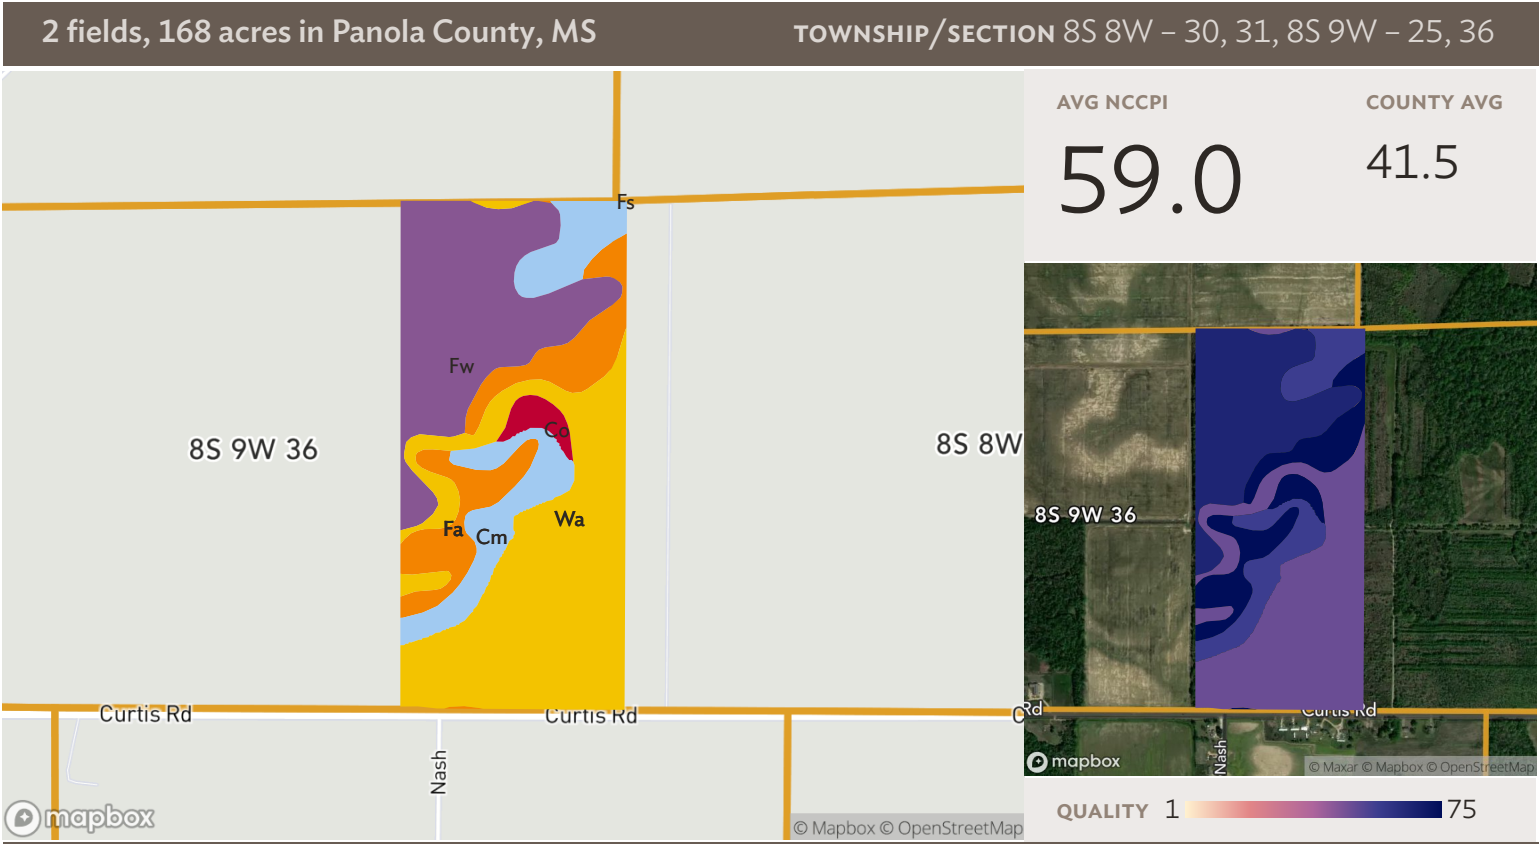 2 fields, 168 acres in Panola County, MS
TOWNSHIP/SECTION 8S 8W – 30, 31, 8S 9W – 25, 36
AVG NCCPI
COUNTY AVG
59.0
41.5
Fs
Fw
Co
8S 9W 36
8S 8W
Fa
Cm
Wa
Curtis Rd
Curtis Rd
C
Nash
mapbox
© Mapbox © OpenStreetMap
8S 9W 36
Rd
Curtis Rd
Nash
mapbox
© Maxar © Mapbox © OpenStreetMap
QUALITY 1
75